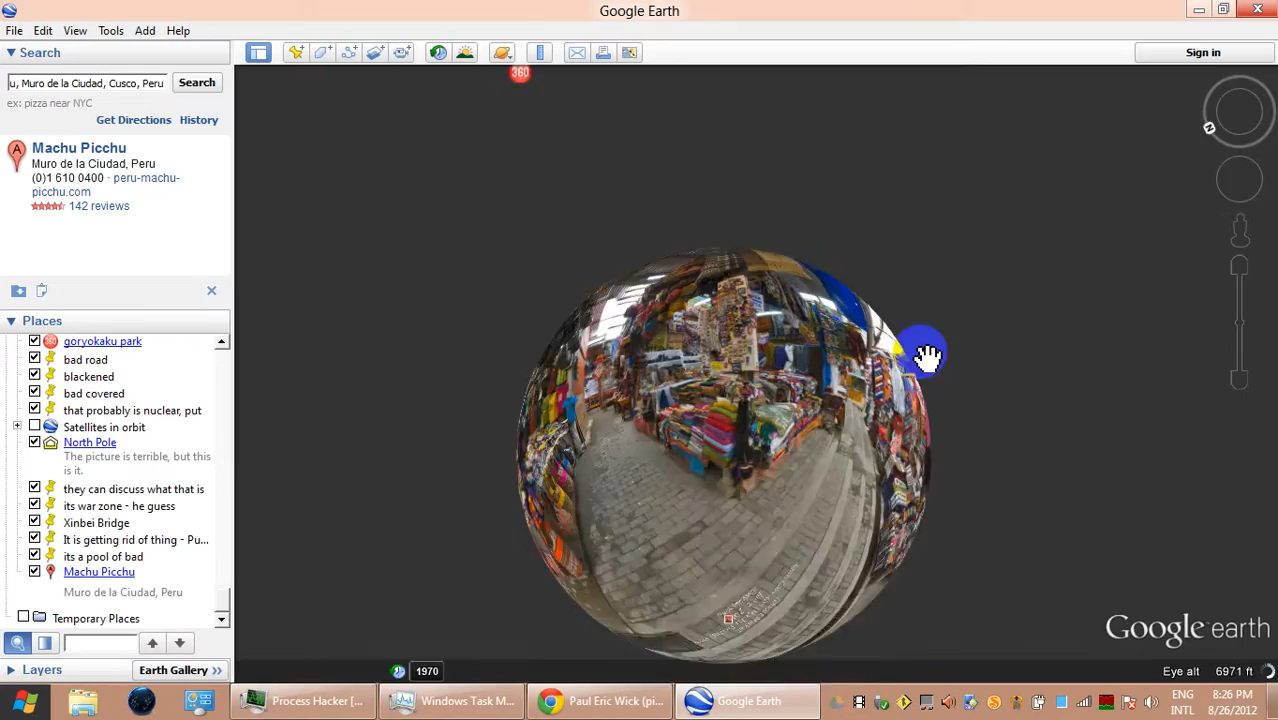 Google Earth
File Edit View Tools Add Help
Search
Sign in
360
u, Muro de la Ciudad, Cusco, Peru
Search
ex: pizza near NYC
Get Directions
History
A
Machu Picchu
Muro de la Ciudad, Peru
(0)1 610 0400 · peru-machu-
picchu.com
142 reviews
Places
360 goryokaku park
bad road
blackened
bad covered
that probably is nuclear, put
Satellites in orbit
North Pole
The picture is terrible, but this
is it.
they can discuss what that is
its war zone - he guess
Xinbei Bridge
It is getting rid of thing - Pu...
its a pool of bad
Machu Picchu
Muro de la Ciudad, Peru
Temporary Places
Layers
Earth Gallery >>
1970
Google earth
Eye alt 6971 ft
Process Hacker [...
Windows Task M...
Paul Eric Wick (pi...
Google Earth
ENG
INTL
8:26 PM
8/26/2012